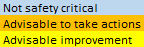 Not safety critical
Advisable to take actions
Advisable improvement